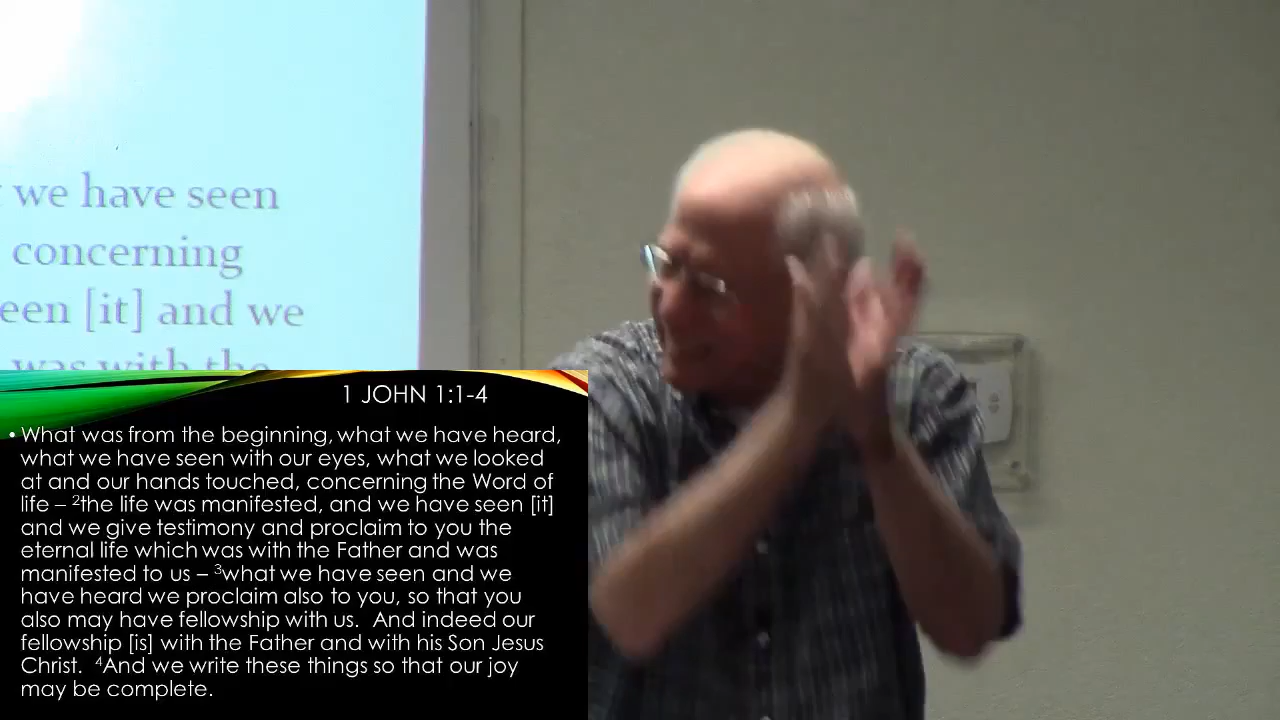 we have seen
concerning
een [it] and we
was with the
1 JOHN 1:1-4
• What was from the beginning, what we have heard,
what we have seen with our eyes, what we looked
at and our hands touched, concerning the Word of
life – ²the life was manifested, and we have seen [it]
and we give testimony and proclaim to you the
eternal life which was with the Father and was
manifested to us – ³what we have seen and we
have heard we proclaim also to you, so that you
also may have fellowship with us.  And indeed our
fellowship [is] with the Father and with his Son Jesus
Christ.  ⁴And we write these things so that our joy
may be complete.